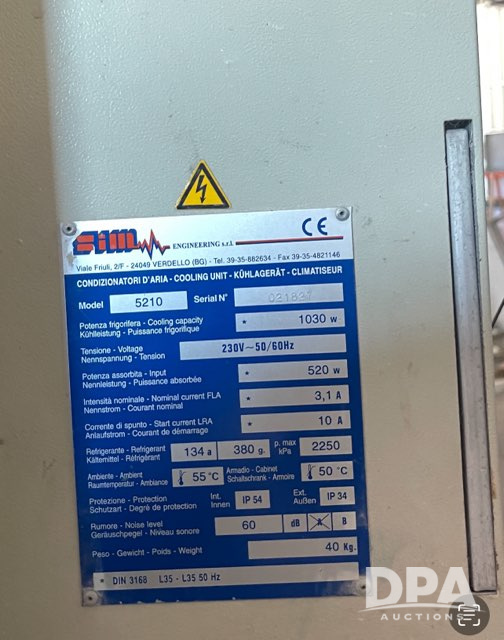 SIM ENGINEERING s.r.l. CE
Viale Friuli, 2/F - 24049 VERDELLO (BG) - Tel. 39-35-882634 - Fax 39-35-4821146
CONDIZIONATORI D'ARIA - COOLING UNIT - KÜHLAGERÄT - CLIMATISEUR
Model 5210 Serial N°
Potenza frigorifera - Cooling capacity
Kühlleistung - Puissance frigorifique * 1030 w
Tensione - Voltage
Nennspannung - Tension 230V~50/60Hz
Potenza assorbita - Input
Nennleistung - Puissance absorbée * 520 w
Intensità nominale - Nominal current FLA
Nennstrom - Courant nominal * 3,1 A
Corrente di spunto - Start current LRA
Anlaufstrom - Courant de démarrage * 10 A
Refrigerante - Refrigerant
Kältemittel - Réfrigérant 134 a 380 g. p. max kPa 2250
Ambiente - Ambient
Raumtemperatur - Ambiance 55 °C Armadio - Cabinet
Schallschrank - Armoire 50 °C
Protezione - Protection
Schutzart - Degré de protection Int. Innen IP 54 Ext. Außen IP 34
Rumore - Noise level
Geräuschpegel - Niveau sonore 60 dB A B
Peso - Gewicht - Poids - Weight 40 Kg.
* DIN 3168 L35 - L35 50 Hz
DPA
AUCTIONS